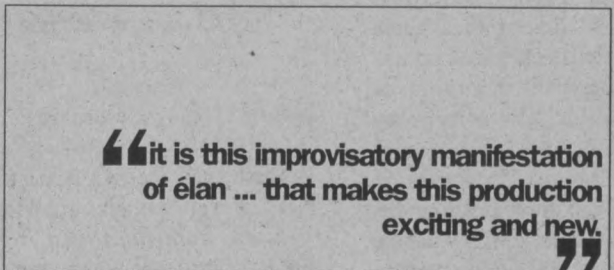 “it is this improvisatory manifestation
of élan ... that makes this production
exciting and new.
”